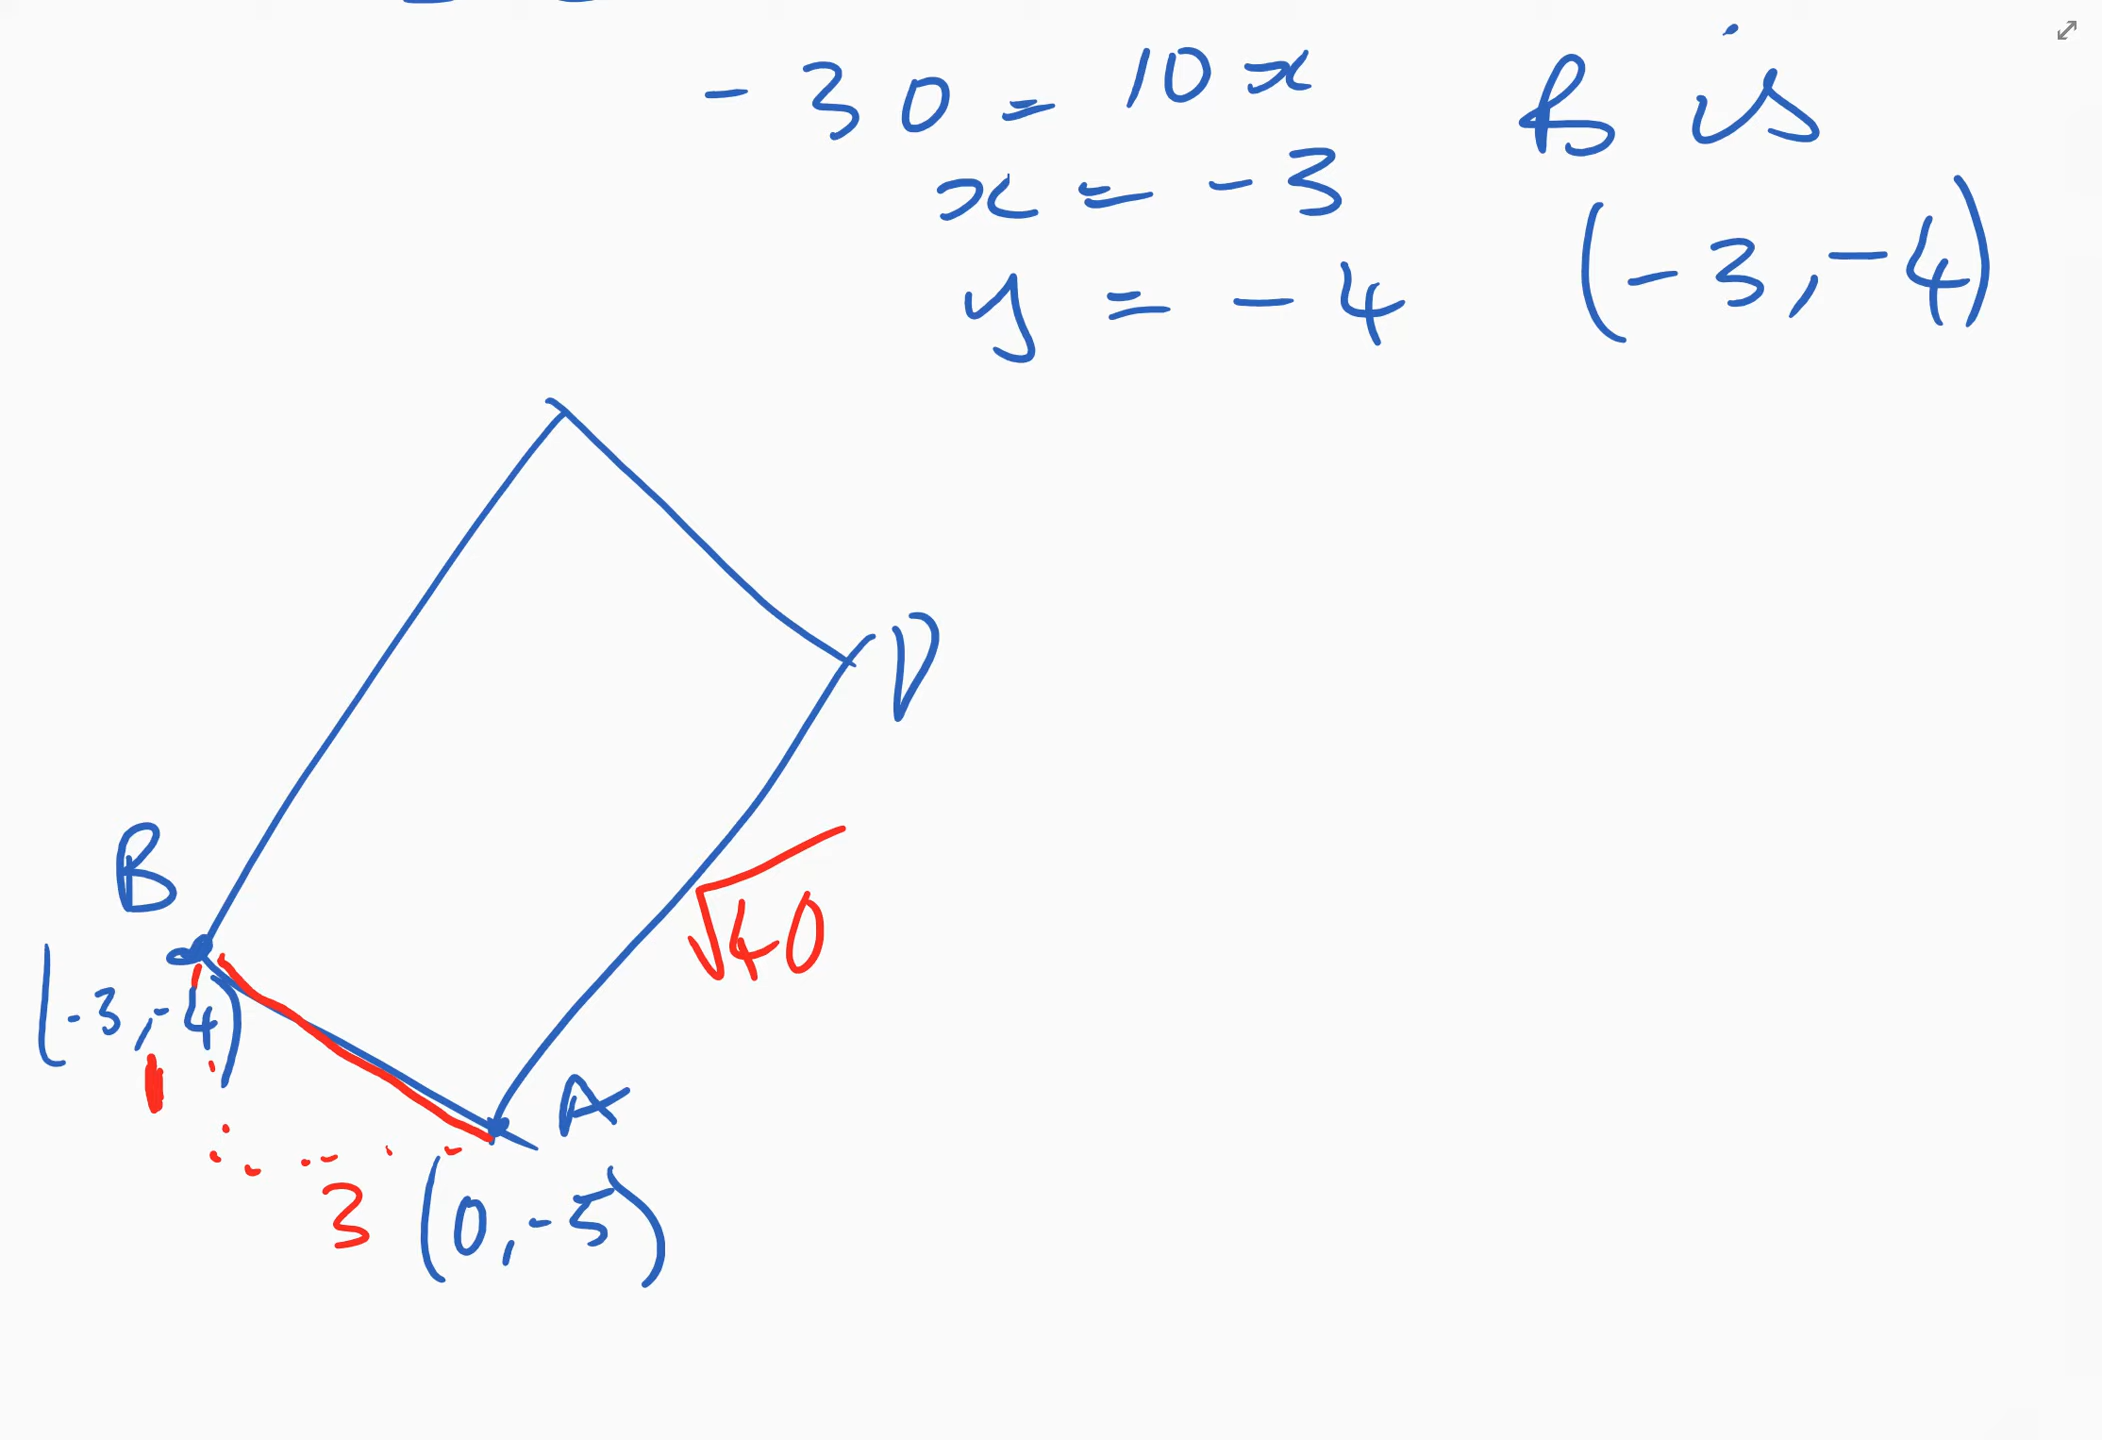 -30 = 10x
x = -3
y = -4
B is
(-3, -4)
D
B
√40
(-3, -4)
1
A
3
(0, -5)